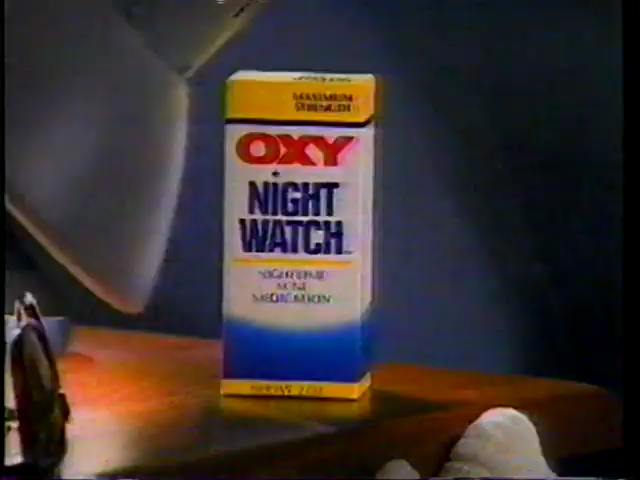 MAXIMUM
STRENGTH
OXY
NIGHT
WATCH
NIGHTTIME
ACNE
MEDICATION